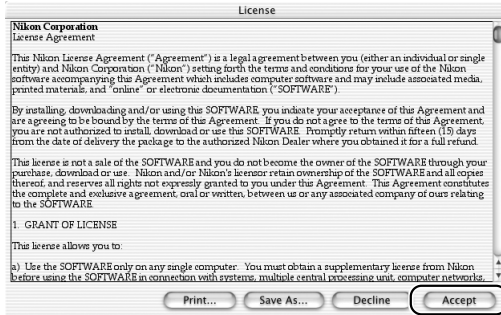 License
Nikon Corporation
License Agreement
This Nikon License Agreement ("Agreement") is a legal agreement between you (either an individual or single
entity) and Nikon Corporation ("Nikon") setting forth the terms and conditions for your use of the Nikon
software accompanying this Agreement which includes computer software and may include associated media,
printed materials, and "online" or electronic documentation ("SOFTWARE").
By installing, downloading and/or using this SOFTWARE, you indicate your acceptance of this Agreement and
are agreeing to be bound by the terms of this Agreement. If you do not agree to the terms of this Agreement,
you are not authorized to install, download or use this SOFTWARE. Promptly return within fifteen (15) days
from the date of delivery the package to the authorized Nikon Dealer where you obtained it for a full refund.
This license is not a sale of the SOFTWARE and you do not become the owner of the SOFTWARE through your
purchase, download or use. Nikon and/or Nikon's licensor retain ownership of the SOFTWARE and all copies
thereof, and reserves all rights not expressly granted to you under this Agreement. This Agreement constitutes
the complete and exclusive agreement, oral or written, between us or any associated company of ours relating
to the SOFTWARE.
1. GRANT OF LICENSE
This license allows you to:
a) Use the SOFTWARE only on any single computer. You must obtain a supplementary license from Nikon
before using the SOFTWARE in connection with systems, multiple central processing unit, computer networks,
Print... Save As... Decline Accept